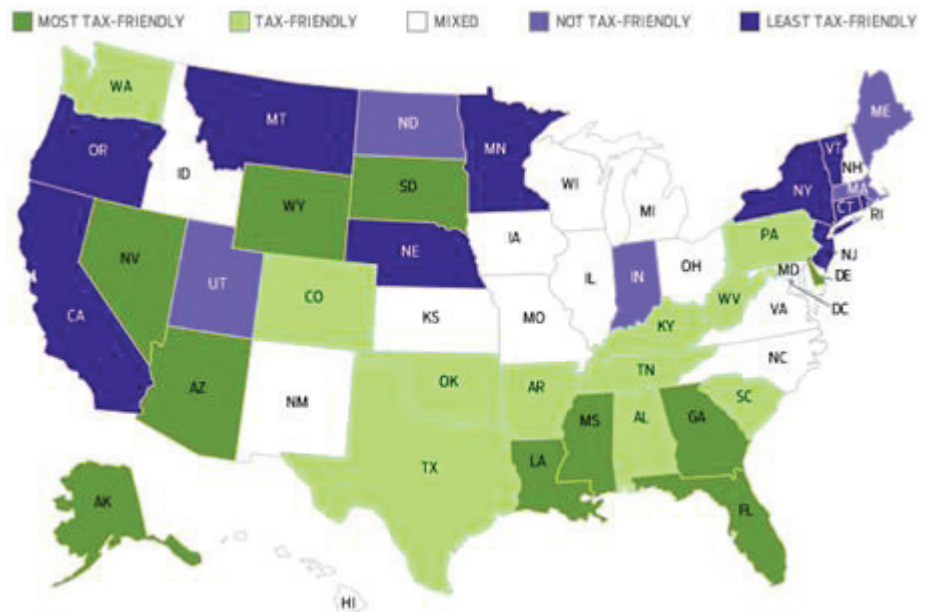 MOST TAX-FRIENDLY TAX-FRIENDLY MIXED NOT TAX-FRIENDLY LEAST TAX-FRIENDLY
WA
ME
MT
ND
OR
MN
VT
ID
NH
SD
WI
NY
MA
WY
MI
CT
RI
IA
PA
NE
NJ
NV
OH
MD
DE
UT
IL
IN
CO
WV
DC
CA
KS
MO
VA
KY
NC
TN
OK
AZ
AR
SC
NM
MS
AL
GA
LA
TX
AK
FL
HI